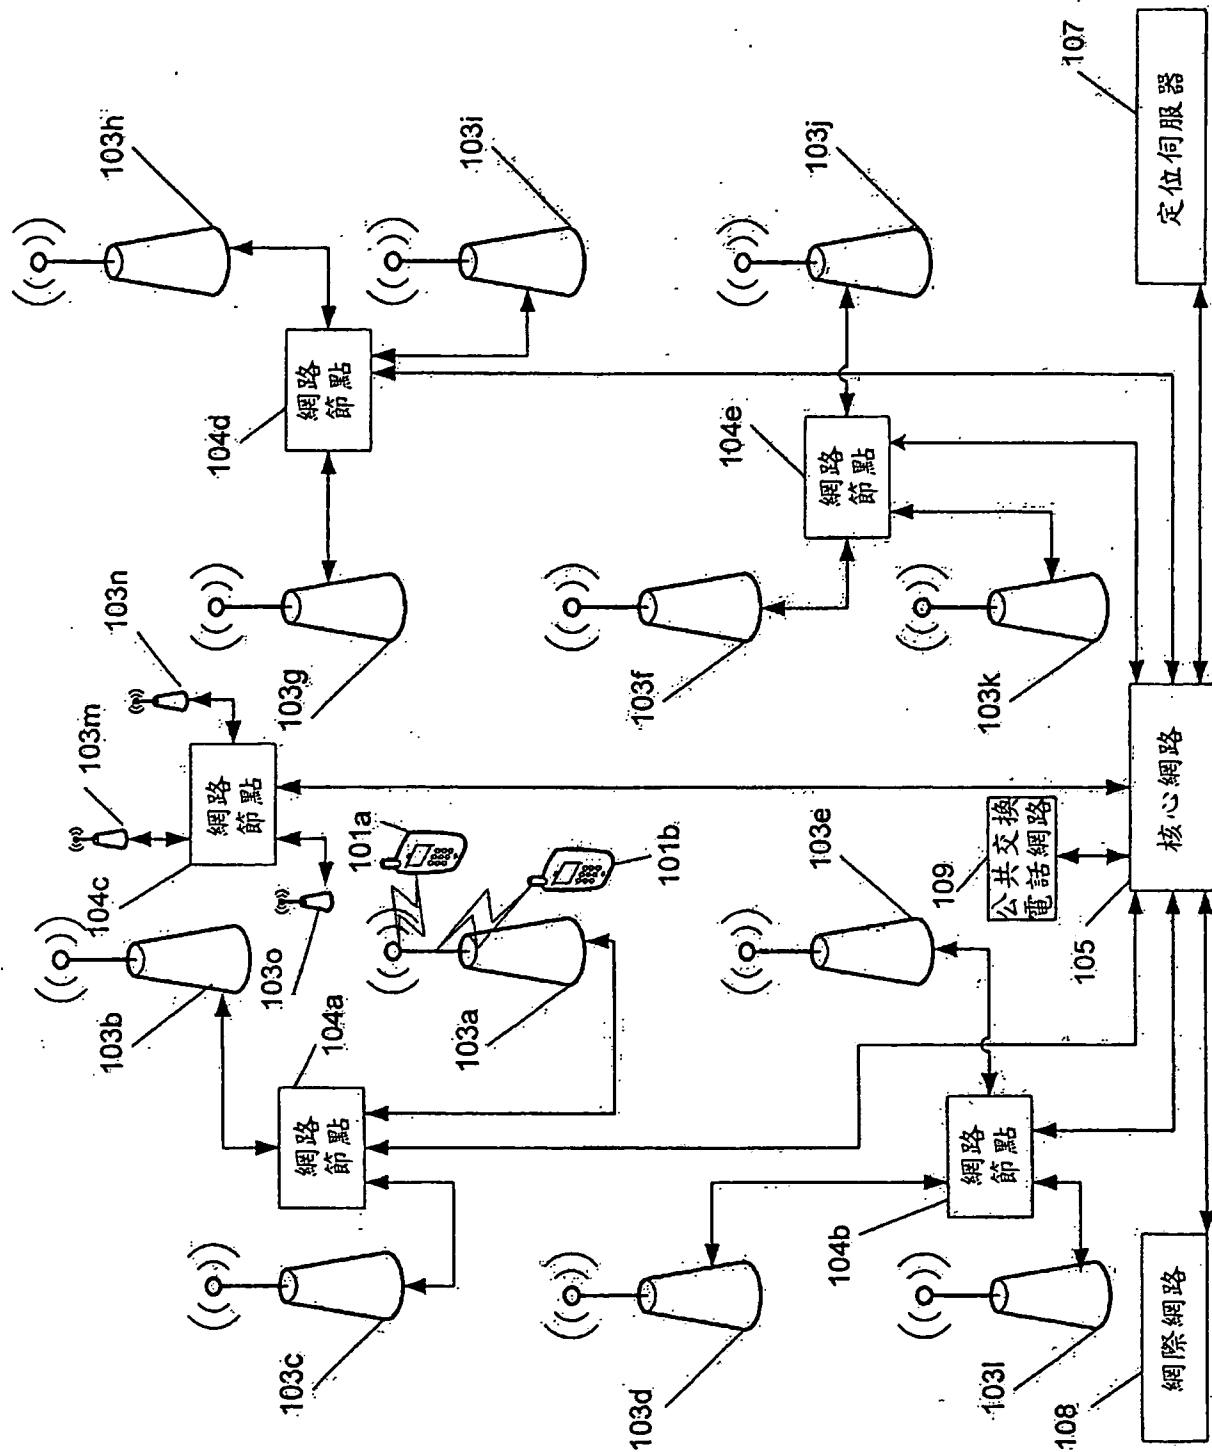 103b
104c
103m
103n
103h
網路
節點
104d
103o
103c
104a
網路
節點
103g
網路
節點
101a
103a
103i
103d
101b
103f
104e
網路
節點
103j
104b
103e
網路
節點
103l
109
公共交換
電話網路
103k
108
105
107
網際網路
核心網路
定位伺服器